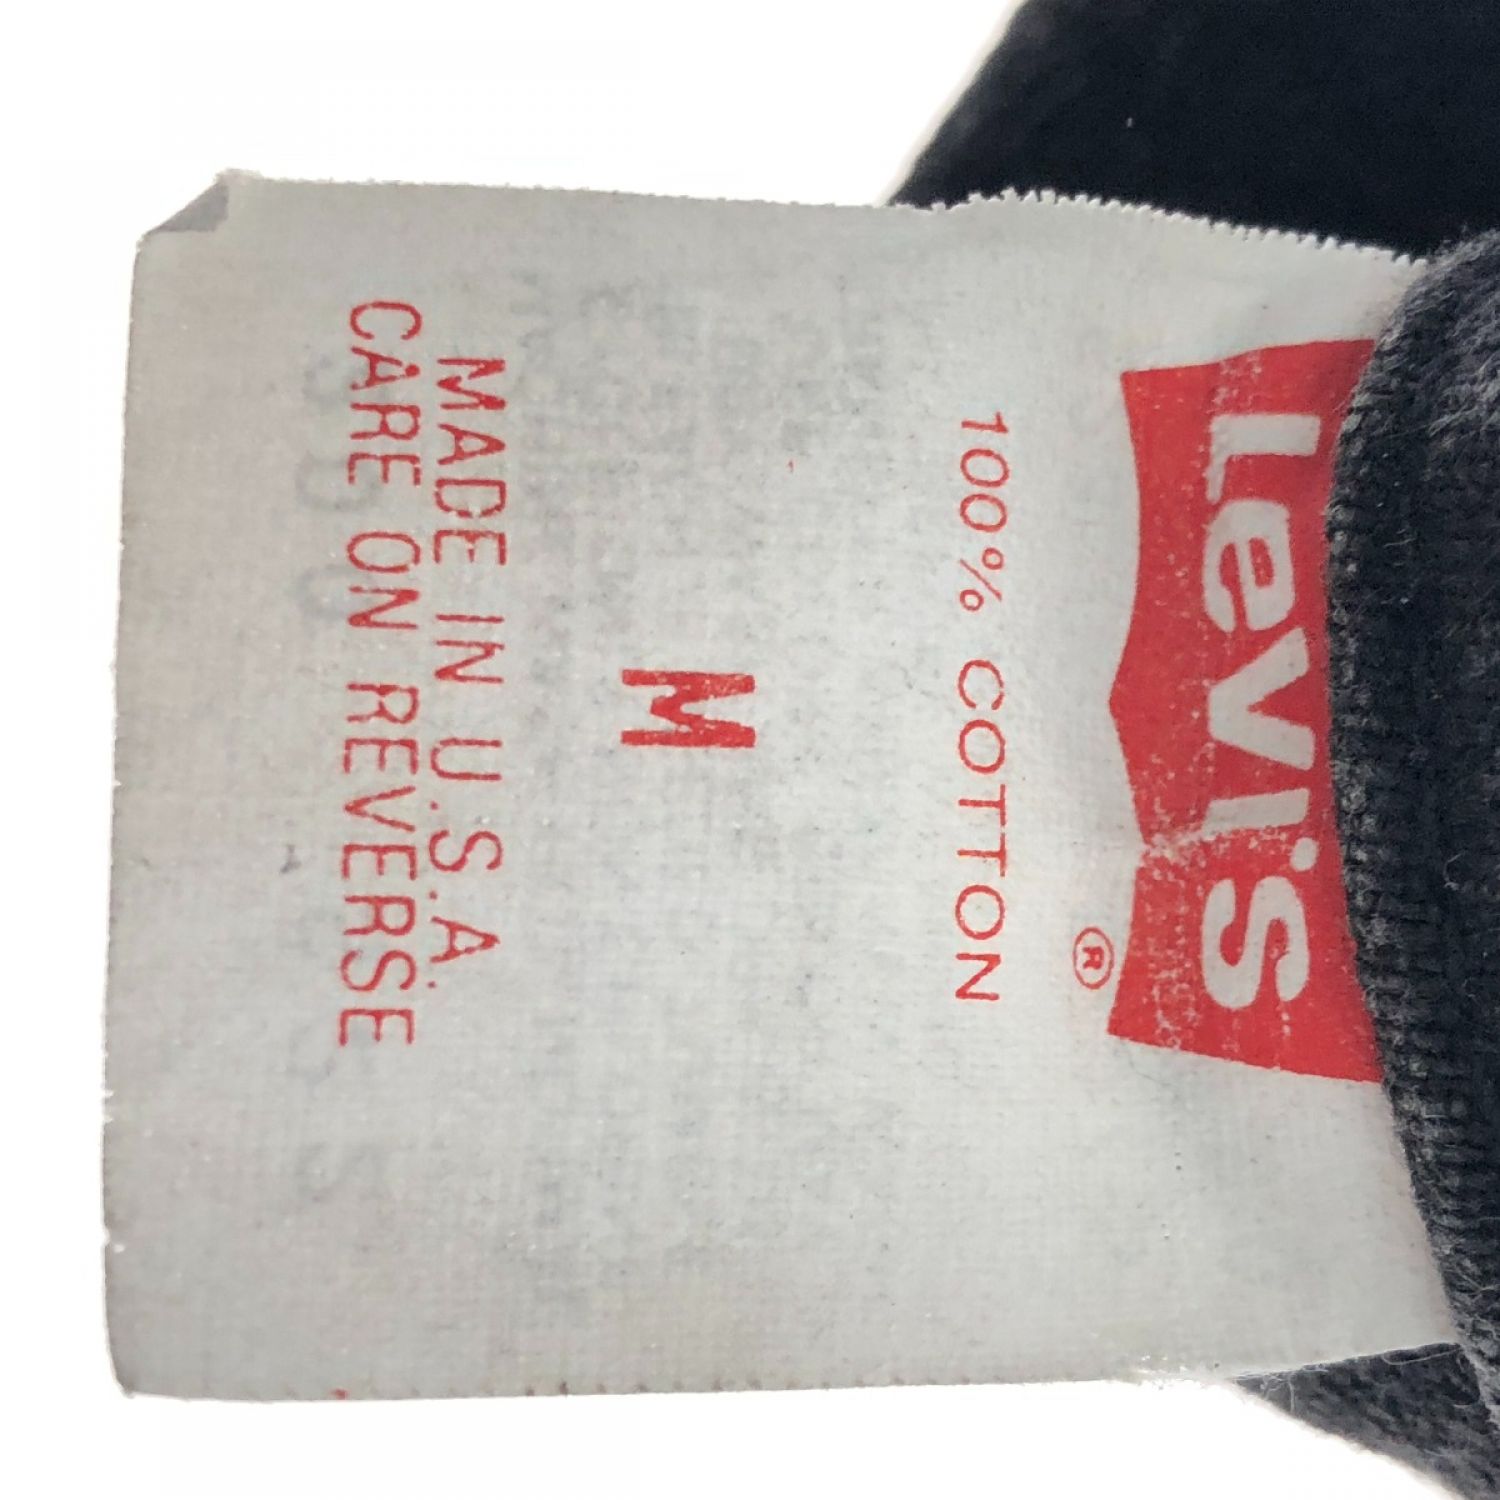 Levi's
®
100% COTTON
M
MADE IN U.S.A.
CARE ON REVERSE